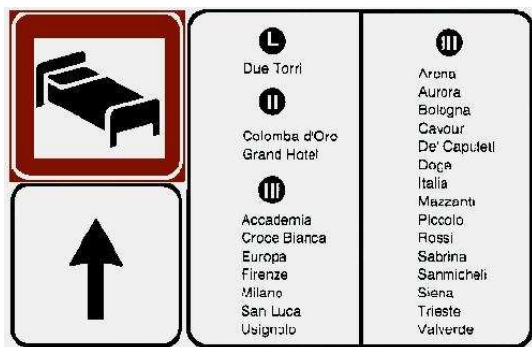 L
Due Torri
II
Colomba d'Oro
Grand Hotel
III
Accademia
Croce Bianca
Europa
Firenze
Milano
San Luca
Usignolo
III
Arena
Aurora
Bologna
Cavour
De' Capuleti
Doge
Italia
Mazzanti
Piccolo
Rossi
Sabrina
Sanmicheli
Siena
Trieste
Valverde